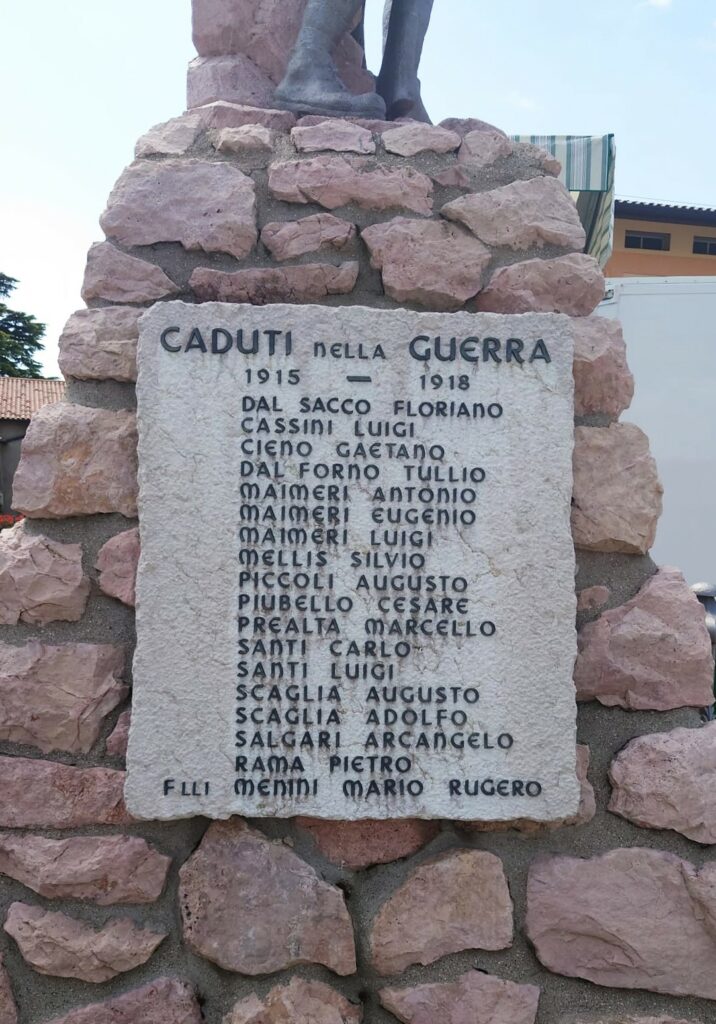 CADUTI NELLA GUERRA
1915 — 1918
DAL SACCO FLORIANO
CASSINI LUIGI
CIENO GAETANO
DAL FORNO TULLIO
MAIMERI ANTONIO
MAIMERI EUGENIO
MAIMERI LUIGI
MELLIS SILVIO
PICCOLI AUGUSTO
PIUBELLO CESARE
PREALTA MARCELLO
SANTI CARLO
SANTI LUIGI
SCAGLIA AUGUSTO
SCAGLIA ADOLFO
SALGARI ARCANGELO
RAMA PIETRO
FLLI MENINI MARIO RUGERO